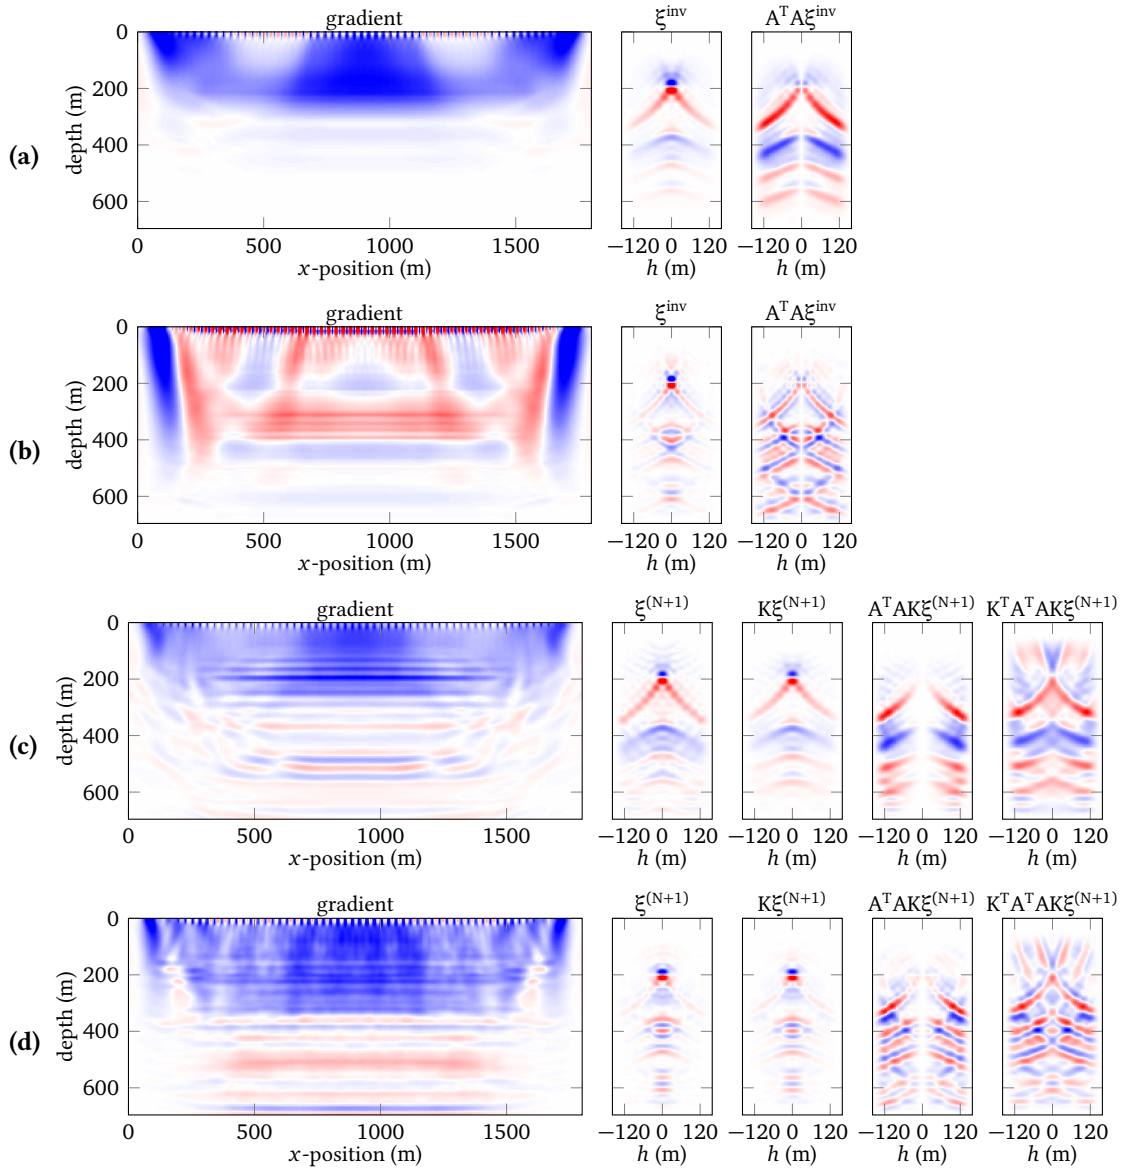 gradient ξ^inv A^T Aξ^inv
0
200
400
600
depth (m)
(a)
0 500 1000 1500 −120 0 120 −120 0 120
x-position (m) h (m) h (m)
gradient ξ^inv A^T Aξ^inv
0
200
400
600
depth (m)
(b)
0 500 1000 1500 −120 0 120 −120 0 120
x-position (m) h (m) h (m)
gradient ξ^(N+1) Kξ^(N+1) A^T AKξ^(N+1) K^T A^T AKξ^(N+1)
0
200
400
600
depth (m)
(c)
0 500 1000 1500 −120 0 120 −120 0 120 −120 0 120 −120 0 120
x-position (m) h (m) h (m) h (m) h (m)
gradient ξ^(N+1) Kξ^(N+1) A^T AKξ^(N+1) K^T A^T AKξ^(N+1)
0
200
400
600
depth (m)
(d)
0 500 1000 1500 −120 0 120 −120 0 120 −120 0 120 −120 0 120
x-position (m) h (m) h (m) h (m) h (m)